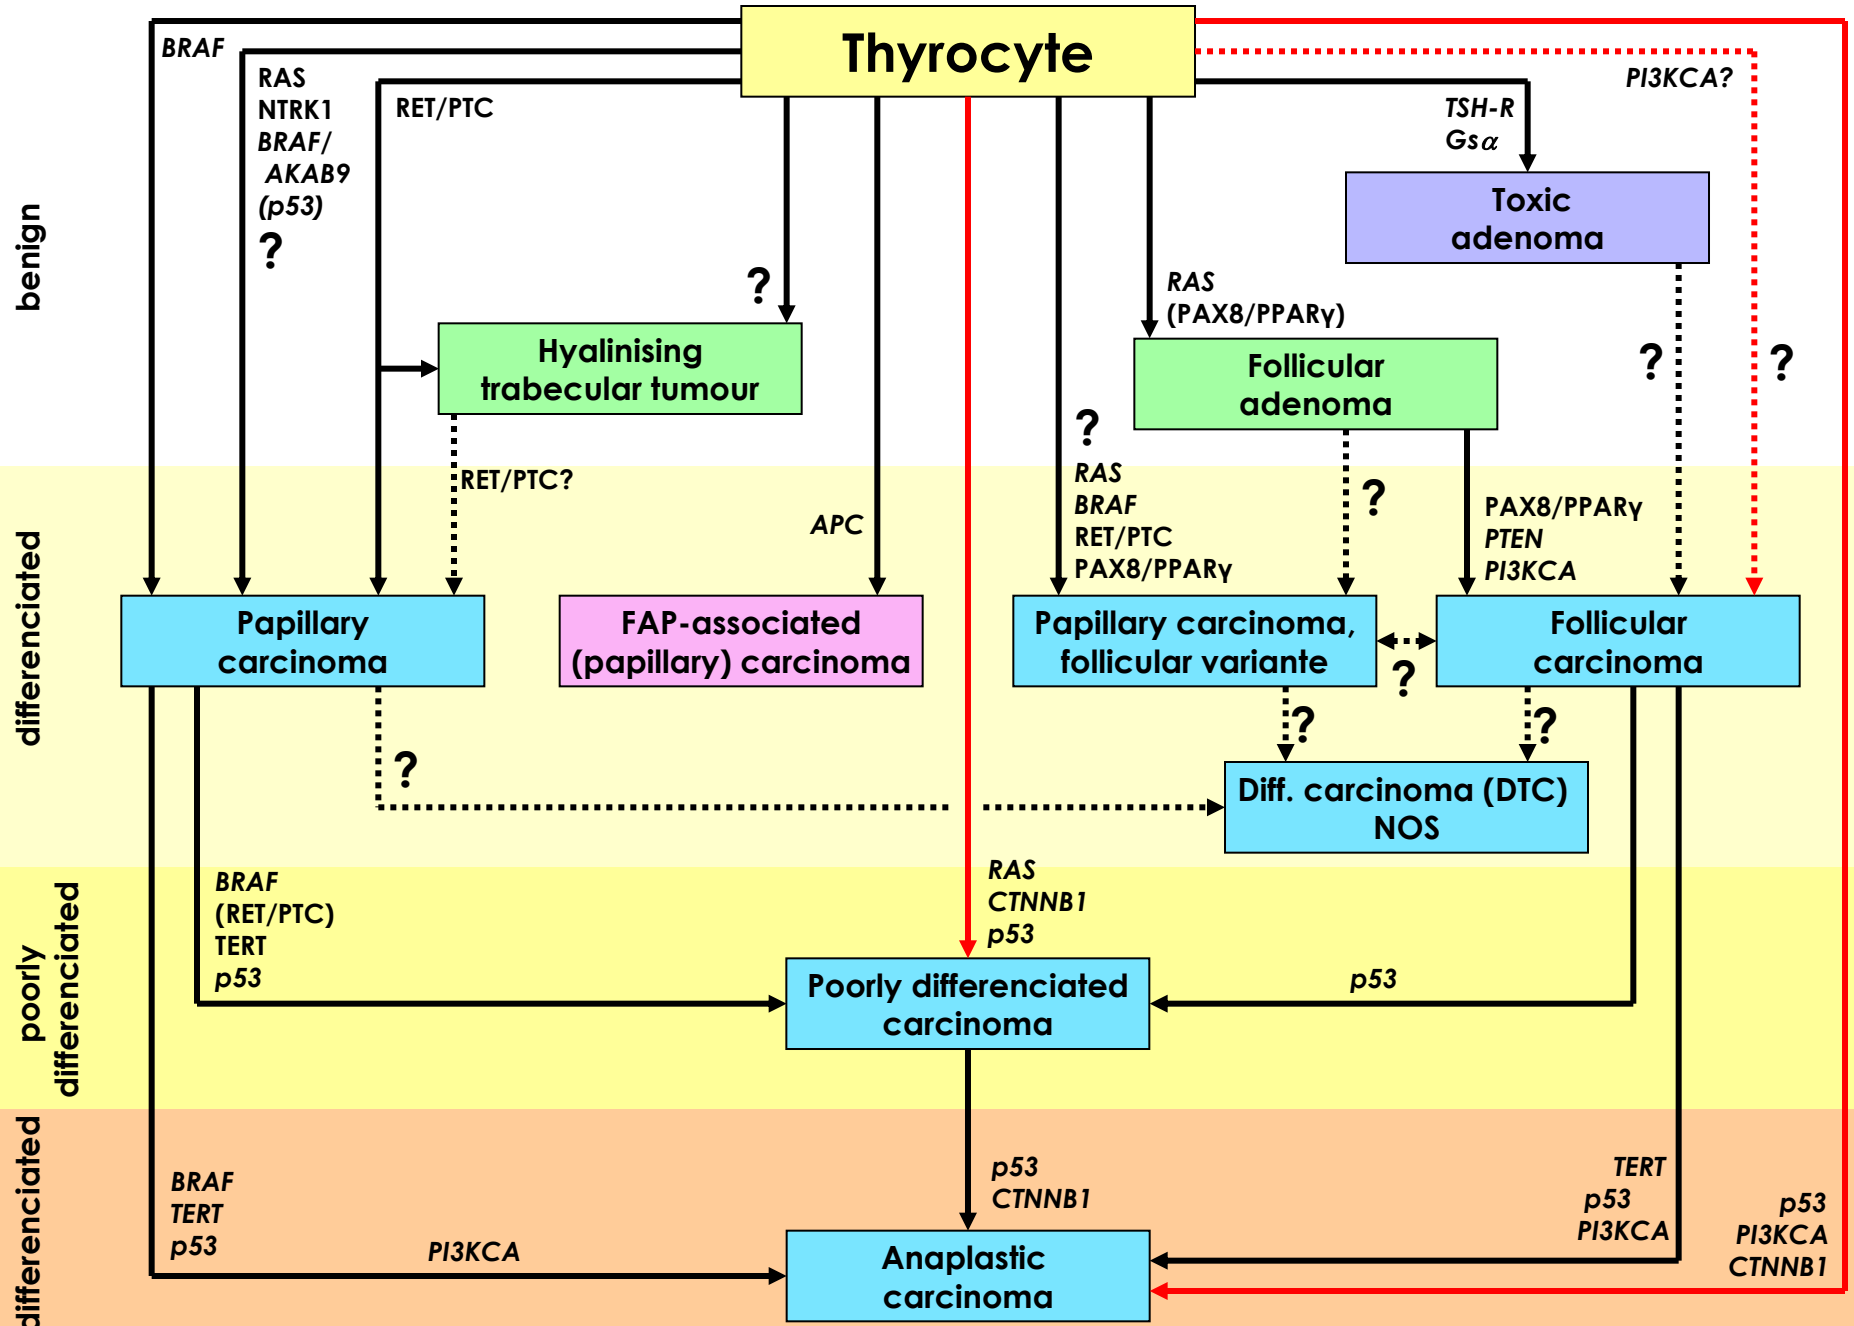 Thyrocyte
BRAF
RAS
NTRK1
BRAF/
AKAB9
(p53)
?
RET/PTC
PI3KCA?
TSH-R
Gsα
Toxic
adenoma
benign
?
RAS
(PAX8/PPARγ)
Hyalinising
trabecular tumour
Follicular
adenoma
?
?
?
RAS
BRAF
RET/PTC
PAX8/PPARγ
RET/PTC?
APC
?
PAX8/PPARγ
PTEN
PI3KCA
differenciated
Papillary
carcinoma
FAP-associated
(papillary) carcinoma
Papillary carcinoma,
follicular variante
?
Follicular
carcinoma
?
?
?
Diff. carcinoma (DTC)
NOS
poorly
differenciated
BRAF
(RET/PTC)
TERT
p53
RAS
CTNNB1
p53
Poorly differenciated
carcinoma
p53
differenciated
BRAF
TERT
p53
PI3KCA
p53
CTNNB1
TERT
p53
PI3KCA
p53
PI3KCA
CTNNB1
Anaplastic
carcinoma